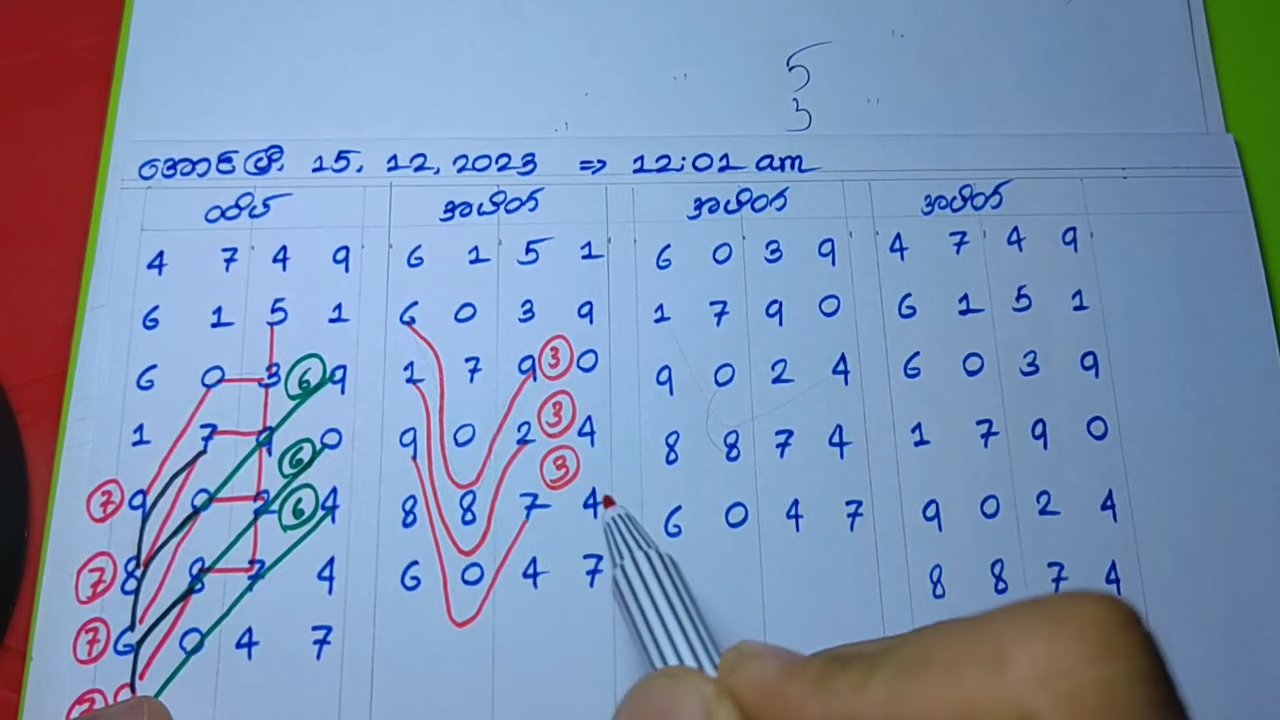 5
3
15.12.2023 ⇒ 12:01 am
4 7 4 9 6 1 5 1 6 0 3 9 4 7 4 9
6 1 5 1 6 0 3 9 1 7 9 0 6 1 5 1
6 0 3 6 9 1 7 9 3 0 9 0 2 4 6 0 3 9
1 7 9 6 0 9 0 2 3 4 8 8 7 4 1 7 9 0
7 9 0 2 6 4 8 8 7 3 4 6 0 4 7 9 0 2 4
7 8 8 7 4 6 0 4 7 8 8 7 4
7 6 0 4 7